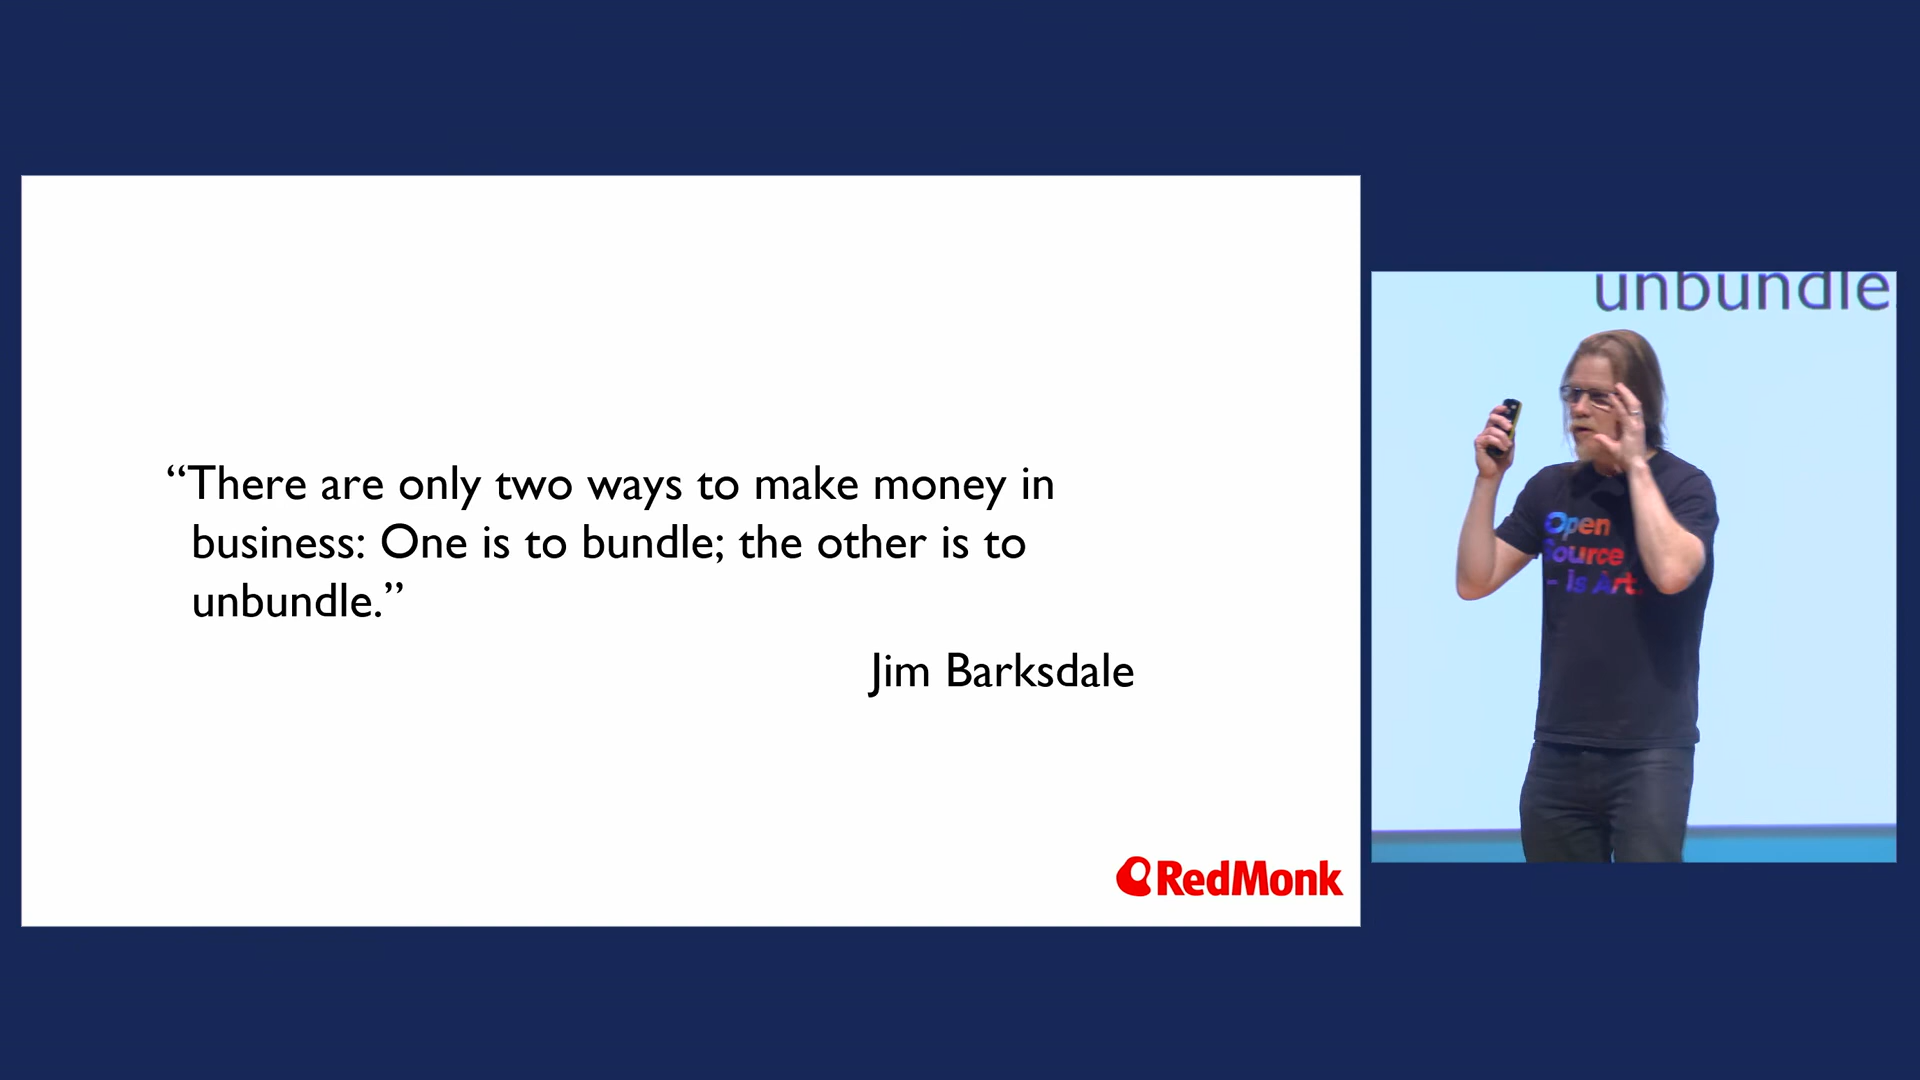 “There are only two ways to make money in
business: One is to bundle; the other is to
unbundle.”
Jim Barksdale
RedMonk
unbundle
Open
Source
– Is Art.